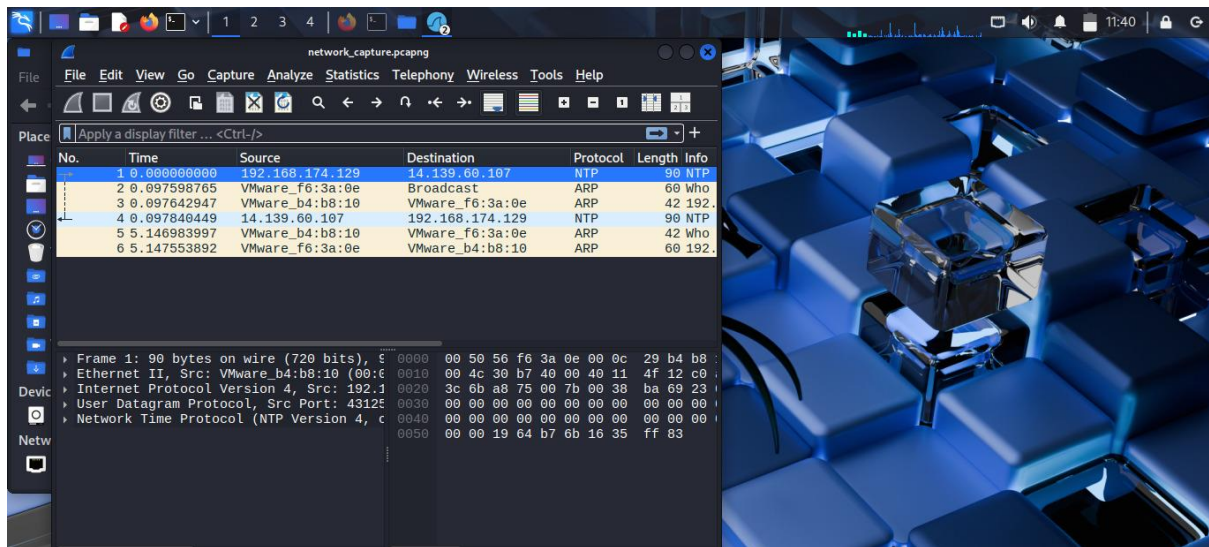 1 2 3 4 2 11:40
network_capture.pcapng
File
File Edit View Go Capture Analyze Statistics Telephony Wireless Tools Help
Place
Apply a display filter ... <Ctrl-/>
No. Time Source Destination Protocol Length Info
1 0.000000000 192.168.174.129 14.139.60.107 NTP 90 NTP
2 0.097598765 VMware_f6:3a:0e Broadcast ARP 60 Who
3 0.097642947 VMware_b4:b8:10 VMware_f6:3a:0e ARP 42 192.
4 0.097840449 14.139.60.107 192.168.174.129 NTP 90 NTP
5 5.146983997 VMware_b4:b8:10 VMware_f6:3a:0e ARP 42 Who
6 5.147553892 VMware_f6:3a:0e VMware_b4:b8:10 ARP 60 192.
Frame 1: 90 bytes on wire (720 bits), 9 0000 00 50 56 f6 3a 0e 00 0c 29 b4 b8
Ethernet II, Src: VMware_b4:b8:10 (00:0 0010 00 4c 30 b7 40 00 40 11 4f 12 c0
Internet Protocol Version 4, Src: 192.1 0020 3c 6b a8 75 00 7b 00 38 ba 69 23
User Datagram Protocol, Src Port: 43125 0030 00 00 00 00 00 00 00 00 00 00 00
Network Time Protocol (NTP Version 4, c 0040 00 00 00 00 00 00 00 00 00 00 00
0050 00 00 19 64 b7 6b 16 35 ff 83
Devic
Netw